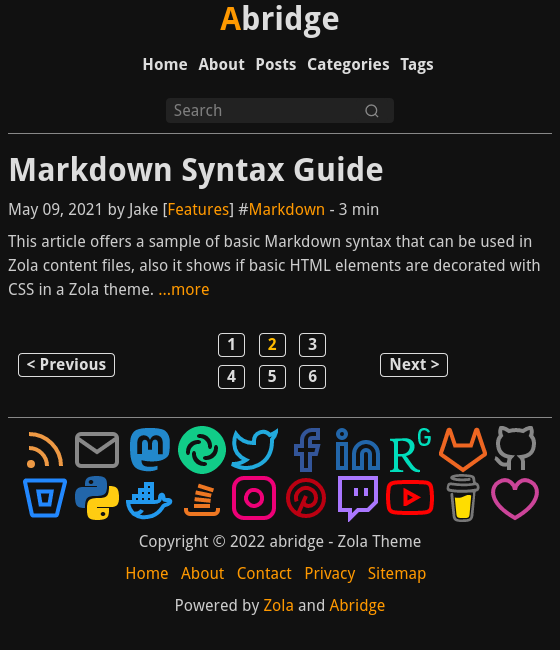 Abridge
Home About Posts Categories Tags
Search
Markdown Syntax Guide
May 09, 2021 by Jake [Features] #Markdown - 3 min
This article offers a sample of basic Markdown syntax that can be used in
Zola content files, also it shows if basic HTML elements are decorated with
CSS in a Zola theme. ...more
1 2 3
< Previous Next >
4 5 6
in RG
Copyright © 2022 abridge - Zola Theme
Home About Contact Privacy Sitemap
Powered by Zola and Abridge